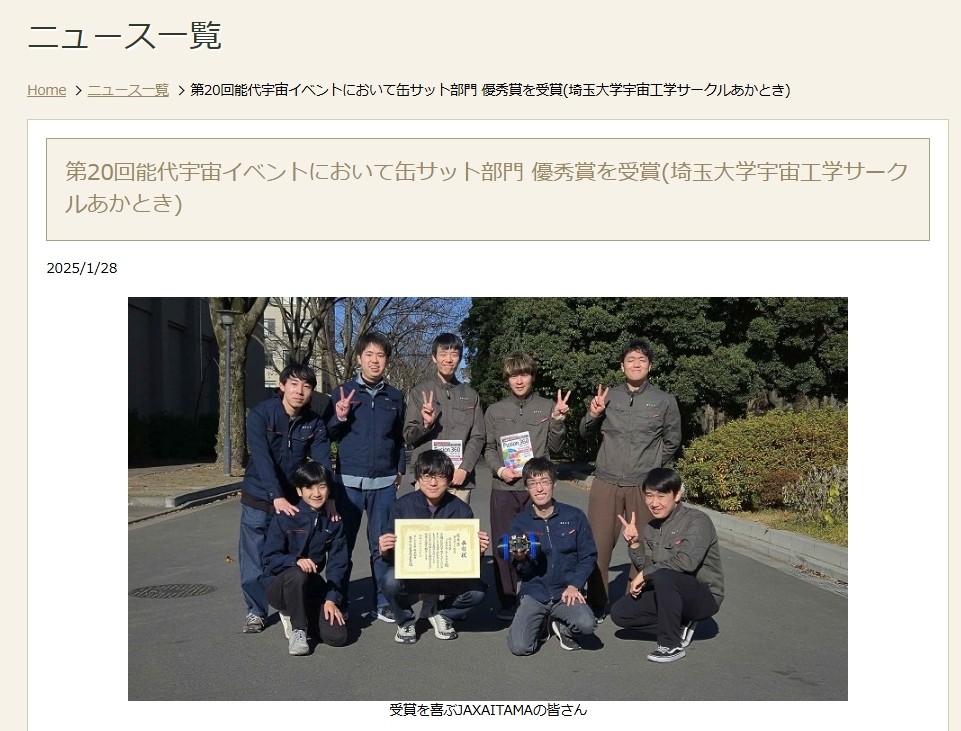 ニュース一覧
Home > ニュース一覧 > 第20回能代宇宙イベントにおいて缶サット部門 優秀賞を受賞(埼玉大学宇宙工学サークルあかとき)
第20回能代宇宙イベントにおいて缶サット部門 優秀賞を受賞(埼玉大学宇宙工学サーク
ルあかとき)
2025/1/28
Fusion 360
表彰状
受賞を喜ぶJAXAITAMAの皆さん